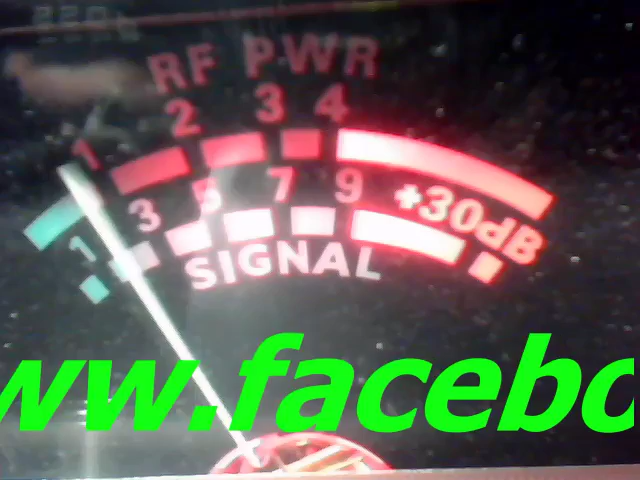 RF PWR
1 2 3 4
1 3 5 7 9 +30dB
SIGNAL
ww.facebo